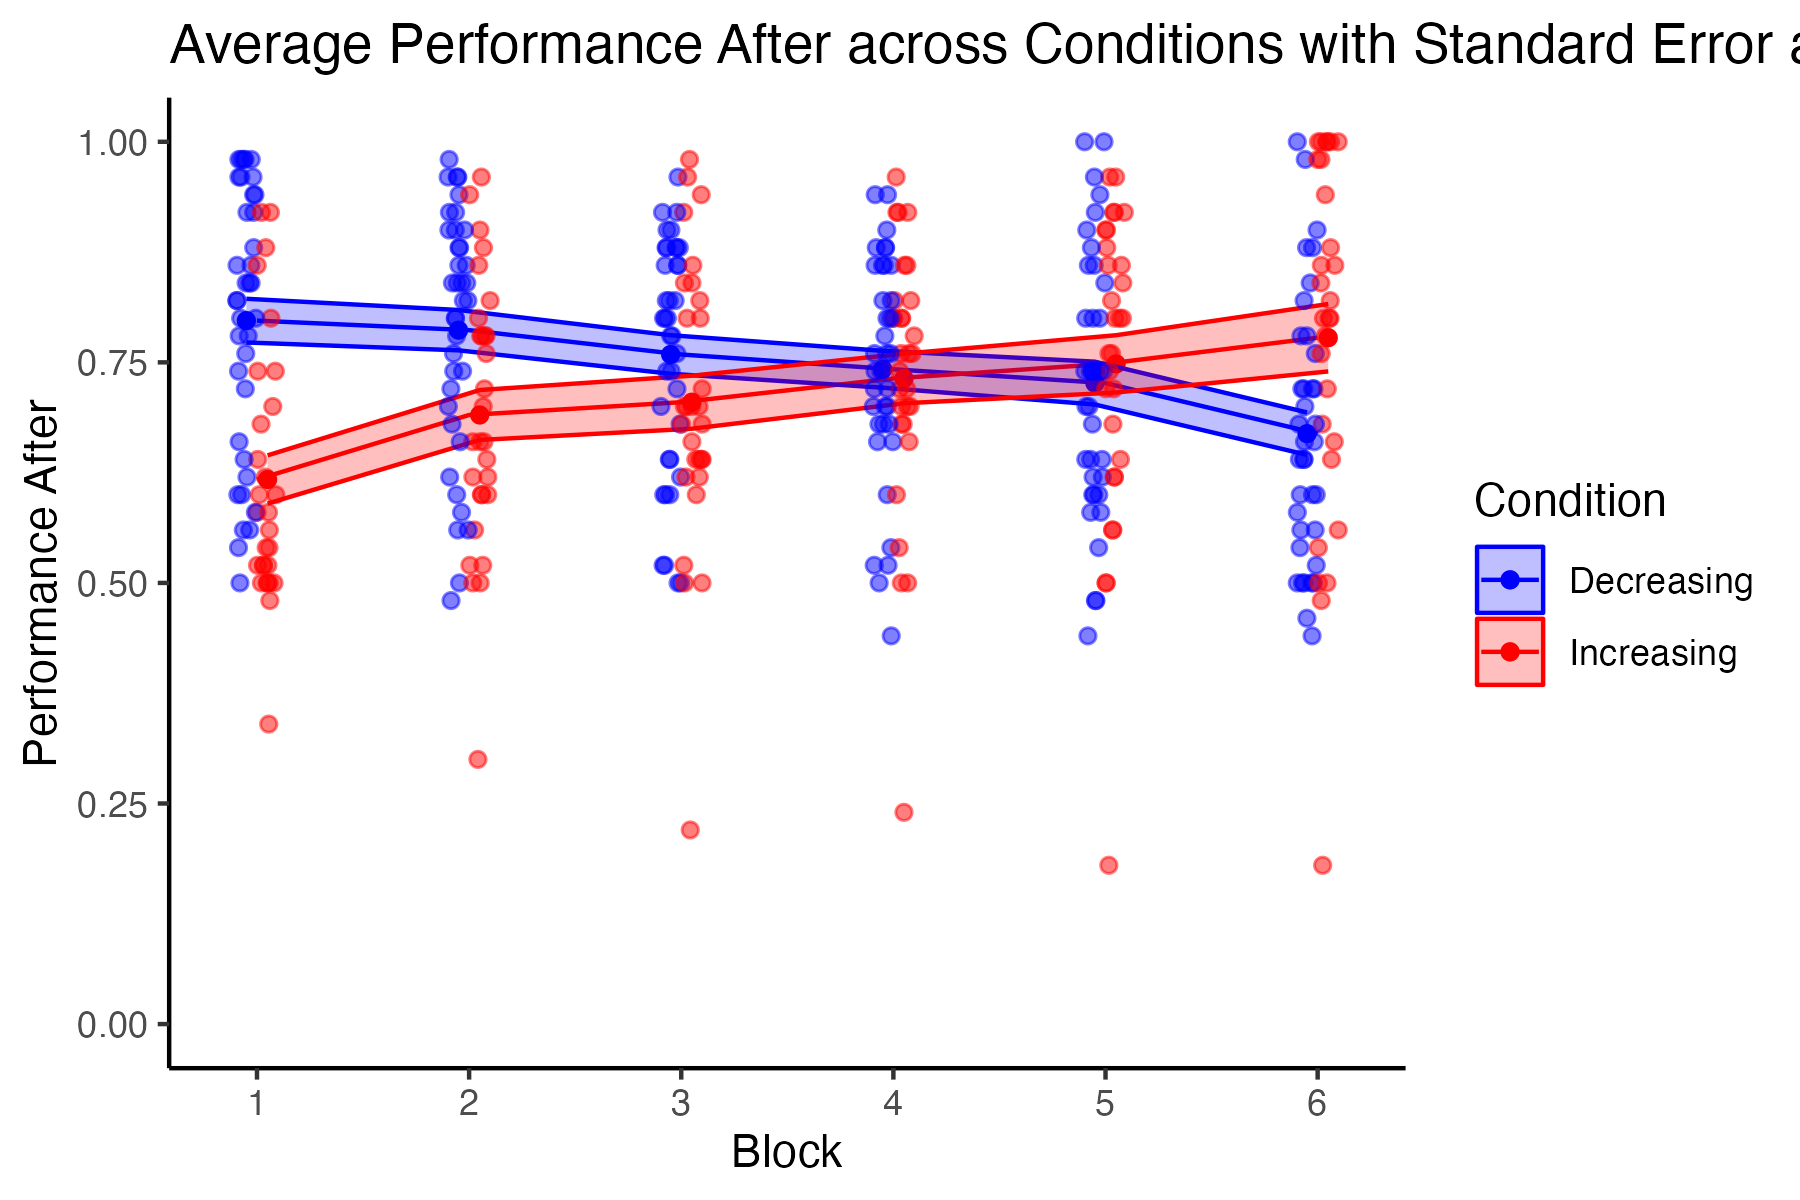 Average Performance After across Conditions with Standard Error a
1.00
0.75
0.50
0.25
0.00
Performance After
1
2
3
4
5
6
Block
Condition
Decreasing
Increasing